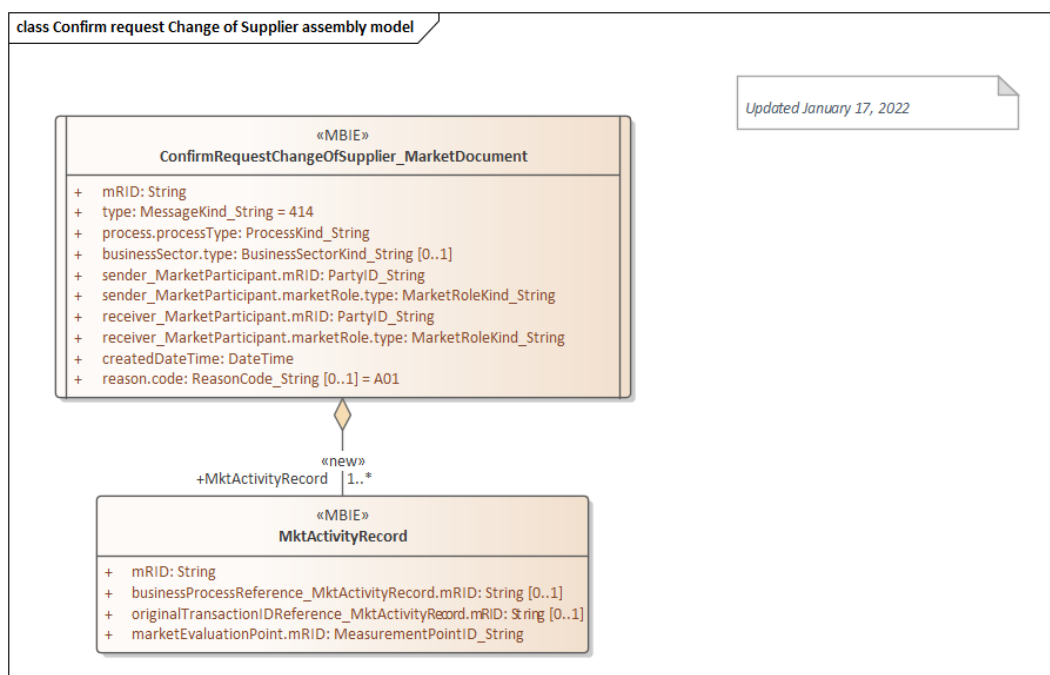 class Confirm request Change of Supplier assembly model
Updated January 17, 2022
«MBIE»
ConfirmRequestChangeOfSupplier_MarketDocument
+ mRID: String
+ type: MessageKind_String = 414
+ process.processType: ProcessKind_String
+ businessSector.type: BusinessSectorKind_String [0..1]
+ sender_MarketParticipant.mRID: PartyID_String
+ sender_MarketParticipant.marketRole.type: MarketRoleKind_String
+ receiver_MarketParticipant.mRID: PartyID_String
+ receiver_MarketParticipant.marketRole.type: MarketRoleKind_String
+ createdDateTime: DateTime
+ reason.code: ReasonCode_String [0..1] = A01
«new»
+MktActivityRecord 1..*
«MBIE»
MktActivityRecord
+ mRID: String
+ businessProcessReference_MktActivityRecord.mRID: String [0..1]
+ originalTransactionIDReference_MktActivityRecord.mRID: String [0..1]
+ marketEvaluationPoint.mRID: MeasurementPointID_String